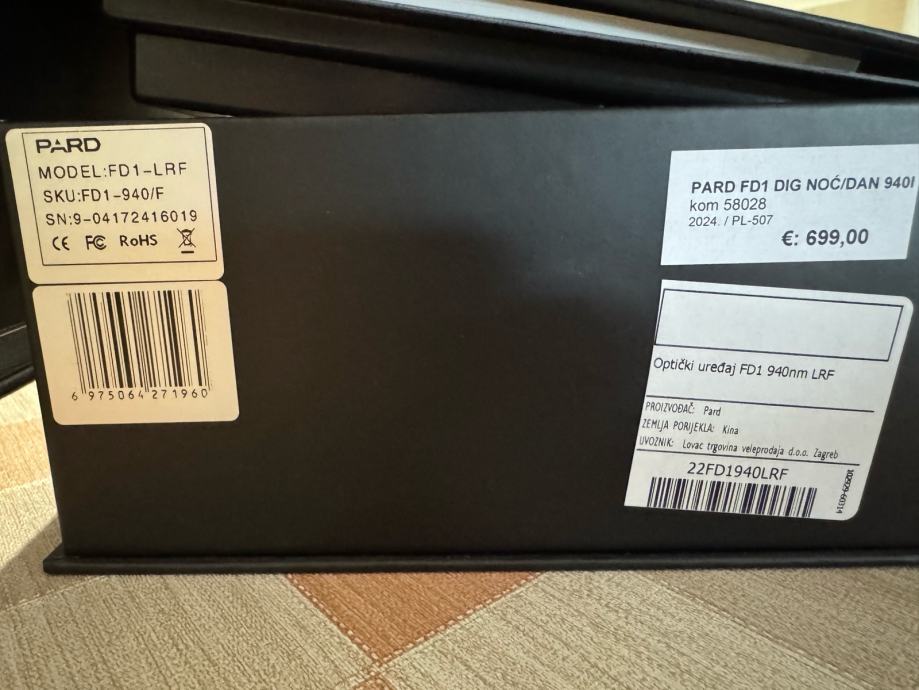 PARD
MODEL:FD1-LRF
SKU:FD1-940/F
SN:9-04172416019
CE FC RoHS
6 975064 271960
PARD FD1 DIG NOĆ/DAN 940l
kom 58028
2024. / PL-507
€: 699,00
Optički uređaj FD1 940nm LRF
PROIZVOĐAČ: Pard
ZEMLJA PORIJEKLA: Kina
UVOZNIK: Lovac trgovina veleprodaja d.o.o. Zagreb
22FD1940LRF